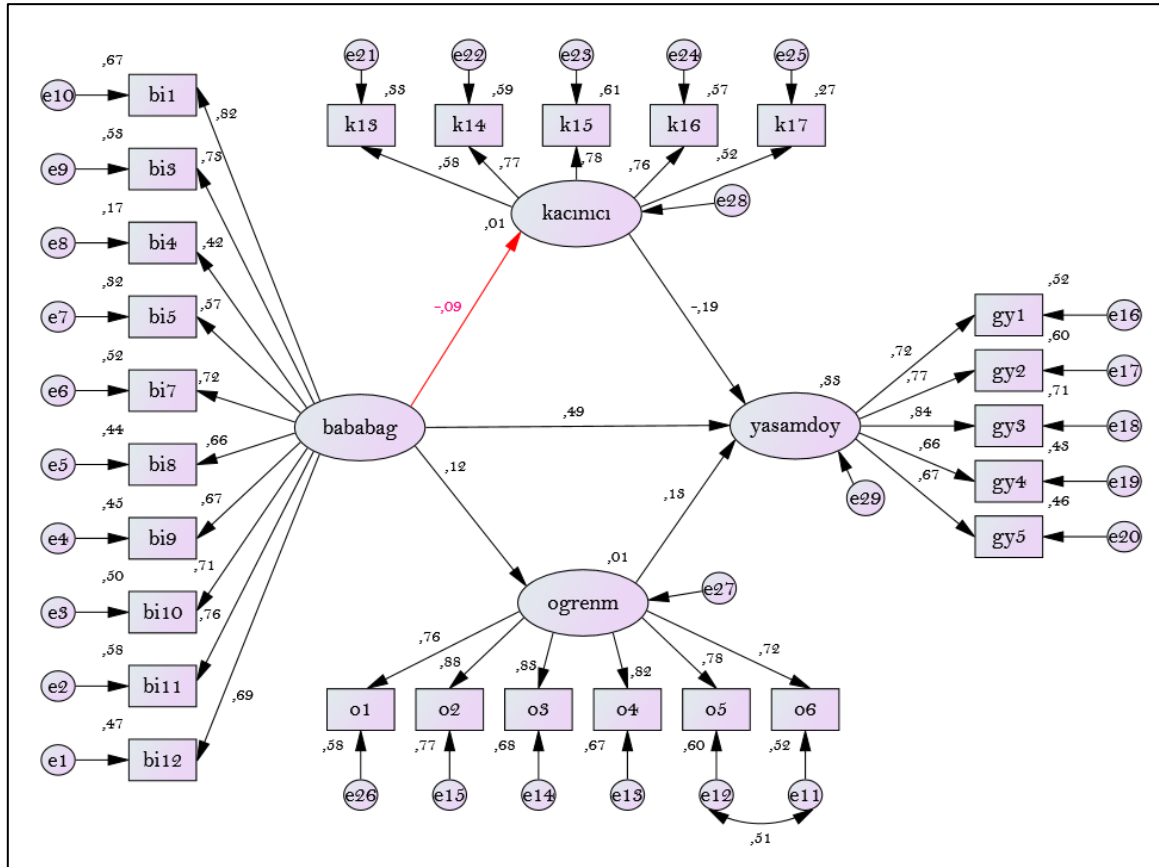 ,67
e10
bi1
,82
,53
e9
bi3
,73
,17
e8
bi4
,42
,32
e7
bi5
,57
,52
e6
bi7
,72
,44
e5
bi8
,66
,45
e4
bi9
,67
,50
e3
bi10
,71
,58
e2
bi11
,76
,47
e1
bi12
,69
e21
e22
e23
e24
e25
,33
,59
,61
,57
,27
k13
k14
k15
k16
k17
,58
,77
,78
,76
,52
kacınıcı
,01
e28
-,09
-,19
bababag
,49
,12
,13
yasamdoy
,33
e29
,72
,77
,84
,66
,67
,52
gy1
e16
,60
gy2
e17
,71
gy3
e18
,43
gy4
e19
,46
gy5
e20
,01
ogrenm
e27
,76
,88
,83
,82
,78
,72
o1
o2
o3
o4
o5
o6
,58
,77
,68
,67
,60
,52
e26
e15
e14
e13
e12
e11
,51